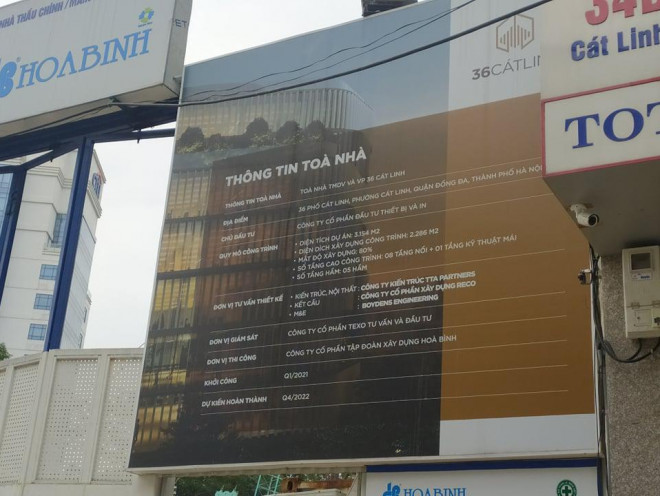 NHÀ THẦU CHÍNH /
HOABINH
36CÁTLIN
Cát Linh
TOT
THÔNG TIN TOÀ NHÀ
THÔNG TIN TOÀ NHÀ TOÀ NHÀ TMDV VÀ VP 36 CÁT LINH
ĐỊA ĐIỂM 36 PHỐ CÁT LINH, PHƯỜNG CÁT LINH, QUẬN ĐỐNG ĐA, THÀNH PHỐ HÀ NỘI
CHỦ ĐẦU TƯ CÔNG TY CỔ PHẦN ĐẦU TƯ THIẾT BỊ VÀ IN
QUY MÔ CÔNG TRÌNH • DIỆN TÍCH DỰ ÁN: 3.154 M2
• DIỆN DÍCH XÂY DỰNG CÔNG TRÌNH: 2.286 M2
• MẬT ĐỘ XÂY DỰNG: 80%
• SỐ TẦNG CAO CÔNG TRÌNH: 08 TẦNG NỔI + 01 TẦNG KỸ THUẬT MÁI
• SỐ TẦNG HẦM: 05 HẦM
ĐƠN VỊ TƯ VẤN THIẾT KẾ • KIẾN TRÚC, NỘI THẤT : CÔNG TY KIẾN TRÚC TTA PARTNERS
• KẾT CẤU : CÔNG TY CỔ PHẦN XÂY DỰNG RECO
• M&E : BOYDENS ENGINEERING
ĐƠN VỊ GIÁM SÁT CÔNG TY CỔ PHẦN TEXO TƯ VẤN VÀ ĐẦU TƯ
ĐƠN VỊ THI CÔNG CÔNG TY CỔ PHẦN TẬP ĐOÀN XÂY DỰNG HOÀ BÌNH
KHỞI CÔNG Q1/2021
DỰ KIẾN HOÀN THÀNH Q4/2022
HOABINH